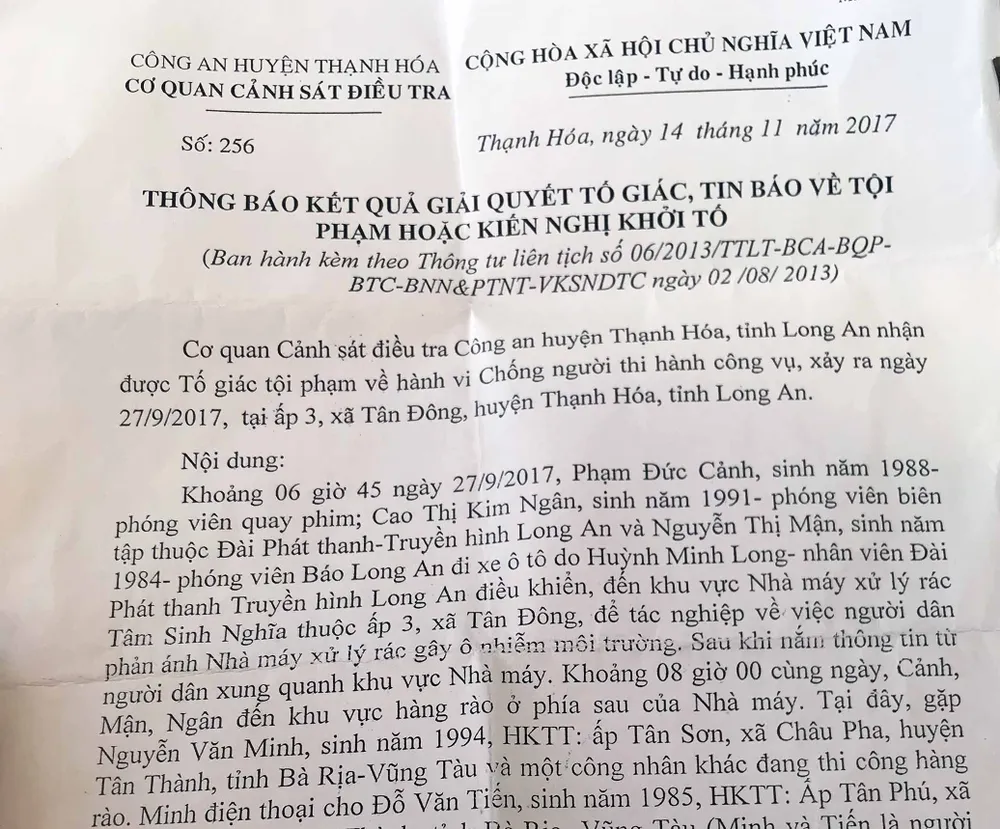 CÔNG AN HUYỆN THẠNH HÓA
CƠ QUAN CẢNH SÁT ĐIỀU TRA
CỘNG HÒA XÃ HỘI CHỦ NGHĨA VIỆT NAM
Độc lập - Tự do - Hạnh phúc
Số: 256
Thạnh Hóa, ngày 14 tháng 11 năm 2017
THÔNG BÁO KẾT QUẢ GIẢI QUYẾT TỐ GIÁC, TIN BÁO VỀ TỘI
PHẠM HOẶC KIẾN NGHỊ KHỞI TỐ
(Ban hành kèm theo Thông tư liên tịch số 06/2013/TTLT-BCA-BQP-
BTC-BNN&PTNT-VKSNDTC ngày 02 /08/ 2013)
Cơ quan Cảnh sát điều tra Công an huyện Thạnh Hóa, tỉnh Long An nhận
được Tố giác tội phạm về hành vi Chống người thi hành công vụ, xảy ra ngày
27/9/2017, tại ấp 3, xã Tân Đông, huyện Thạnh Hóa, tỉnh Long An.
Nội dung:
Khoảng 06 giờ 45 ngày 27/9/2017, Phạm Đức Cảnh, sinh năm 1988-
phóng viên quay phim; Cao Thị Kim Ngân, sinh năm 1991- phóng viên biên
tập thuộc Đài Phát thanh-Truyền hình Long An và Nguyễn Thị Mận, sinh năm
1984- phóng viên Báo Long An đi xe ô tô do Huỳnh Minh Long- nhân viên Đài
Phát thanh Truyền hình Long An điều khiển, đến khu vực Nhà máy xử lý rác
Tâm Sinh Nghĩa thuộc ấp 3, xã Tân Đông, để tác nghiệp về việc người dân
phản ánh Nhà máy xử lý rác gây ô nhiễm môi trường. Sau khi nắm thông tin từ
người dân xung quanh khu vực Nhà máy. Khoảng 08 giờ 00 cùng ngày, Cảnh,
Mận, Ngân đến khu vực hàng rào ở phía sau của Nhà máy. Tại đây, gặp
Nguyễn Văn Minh, sinh năm 1994, HKTT: ấp Tân Sơn, xã Châu Pha, huyện
Tân Thành, tỉnh Bà Rịa-Vũng Tàu và một công nhân khác đang thi công hàng
rào. Minh điện thoại cho Đỗ Văn Tiến, sinh năm 1985, HKTT: Ấp Tân Phú, xã
Bà Rịa - Vũng Tàu (Minh và Tiến là người